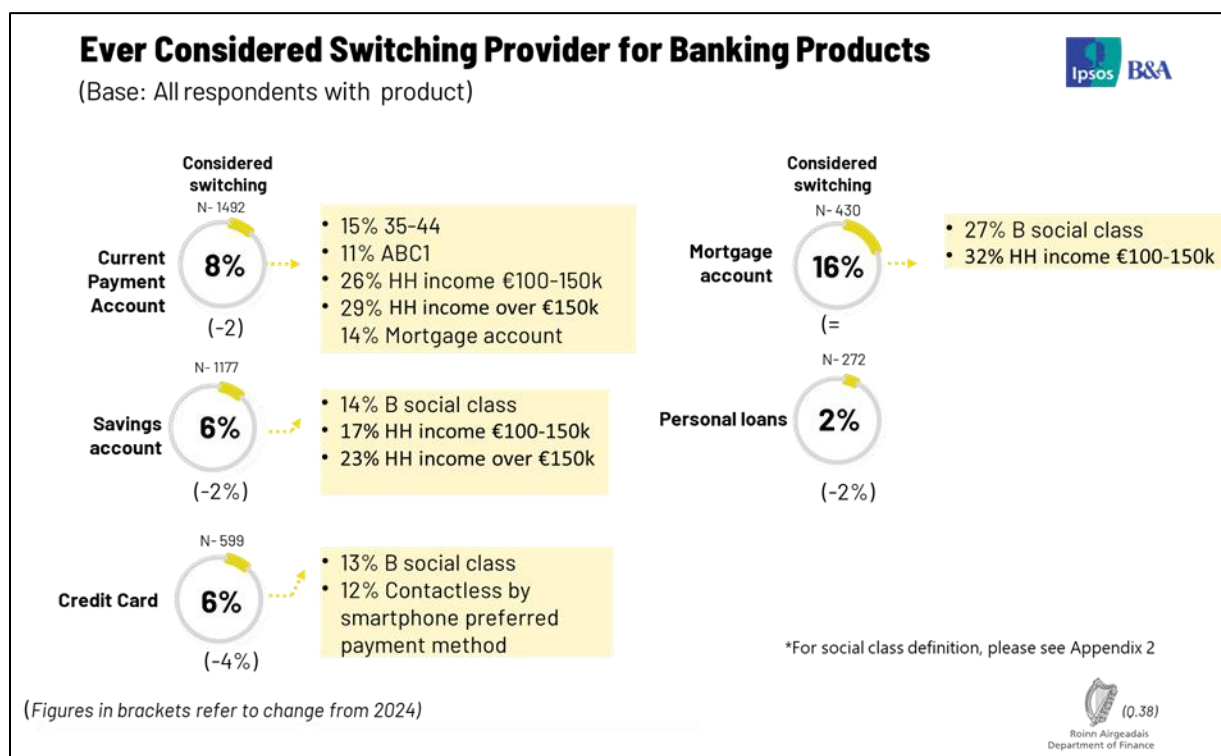 Ever Considered Switching Provider for Banking Products
(Base: All respondents with product)
Ipsos B&A
Considered
switching
N- 1492
Current
Payment
Account
8%
(-2)
• 15% 35-44
• 11% ABC1
• 26% HH income €100-150k
• 29% HH income over €150k
14% Mortgage account
N- 1177
Savings
account
6%
(-2%)
• 14% B social class
• 17% HH income €100-150k
• 23% HH income over €150k
N- 599
Credit Card
6%
(-4%)
• 13% B social class
• 12% Contactless by
smartphone preferred
payment method
Considered
switching
N- 430
Mortgage
account
16%
(=
• 27% B social class
• 32% HH income €100-150k
N- 272
Personal loans
2%
(-2%)
*For social class definition, please see Appendix 2
(Figures in brackets refer to change from 2024)
(Q.38)
Roinn Airgeadais
Department of Finance